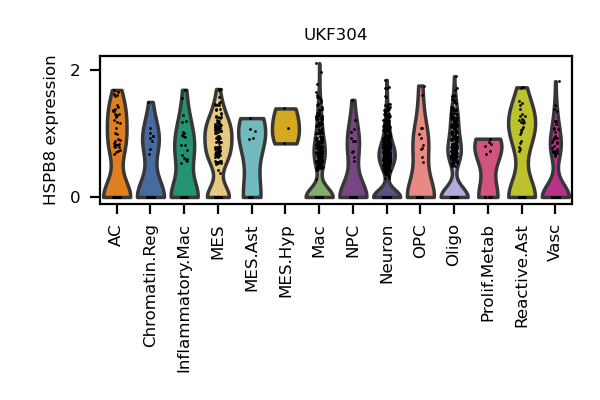 UKF304
HSPB8 expression
2
0
AC
Chromatin.Reg
Inflammatory.Mac
MES
MES.Ast
MES.Hyp
Mac
NPC
Neuron
OPC
Oligo
Prolif.Metab
Reactive.Ast
Vasc